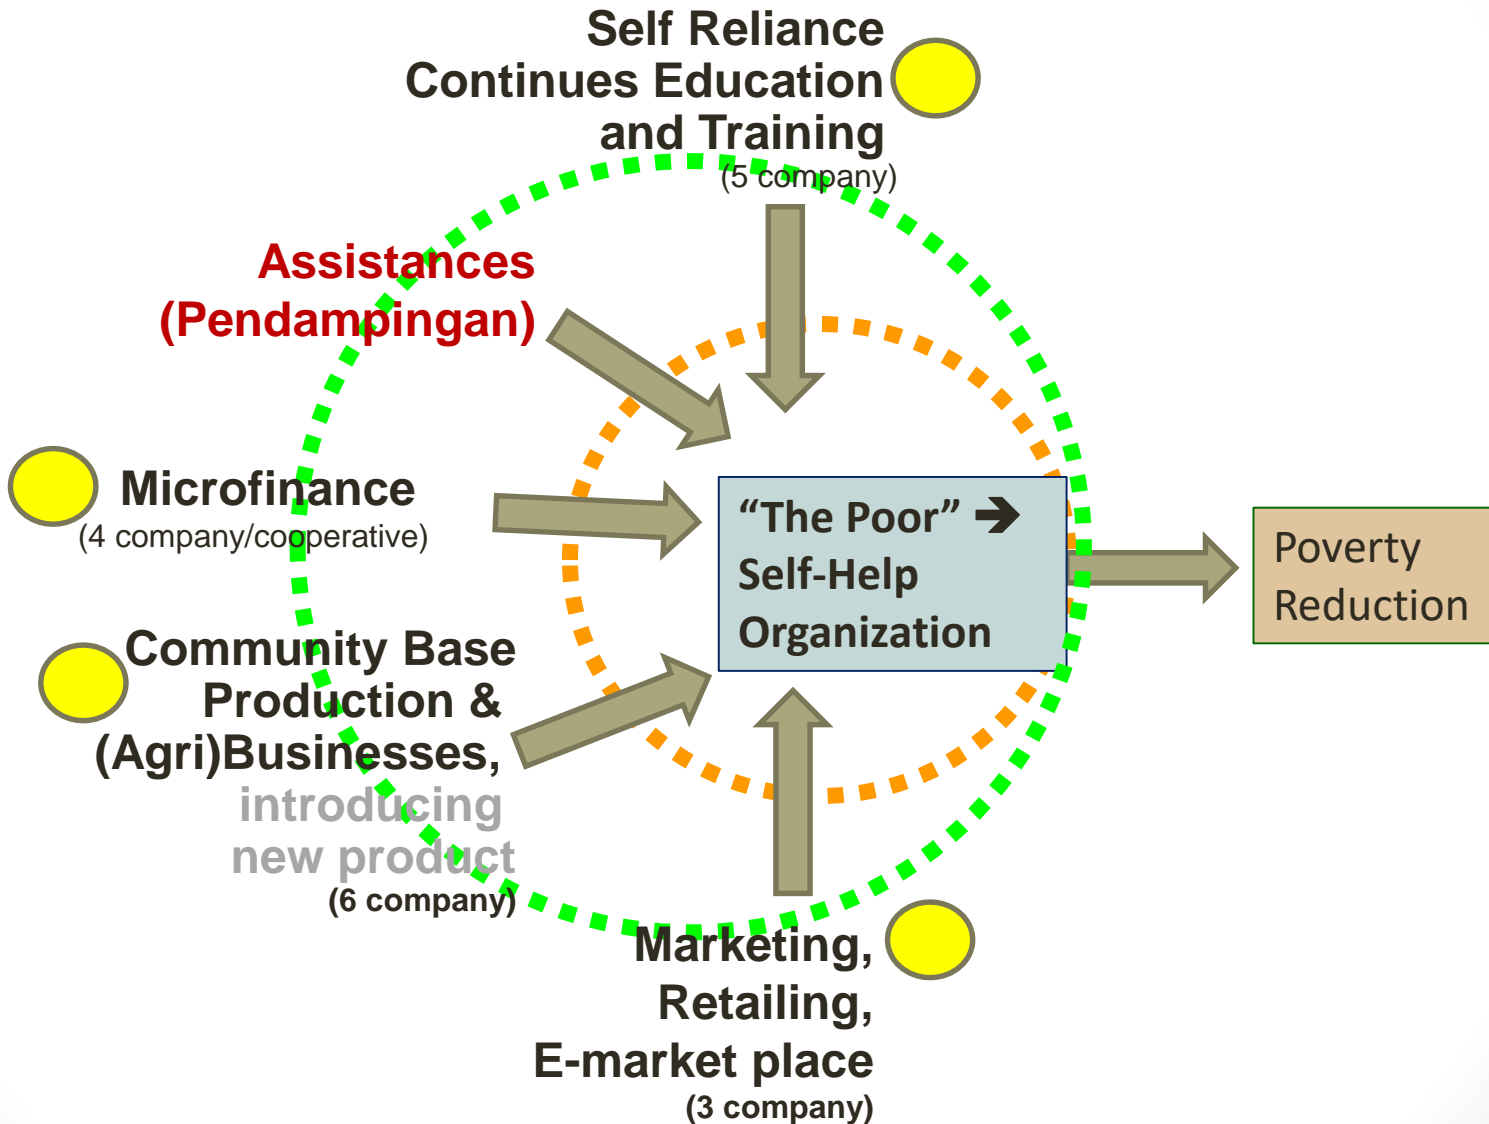 Self Reliance
Continues Education
and Training
(5 company)
Assistances
(Pendampingan)
Microfinance
(4 company/cooperative)
Community Base
Production &
(Agri)Businesses,
introducing
new product
(6 company)
Marketing,
Retailing,
E-market place
(3 company)
“The Poor” ➔
Self-Help
Organization
Poverty
Reduction